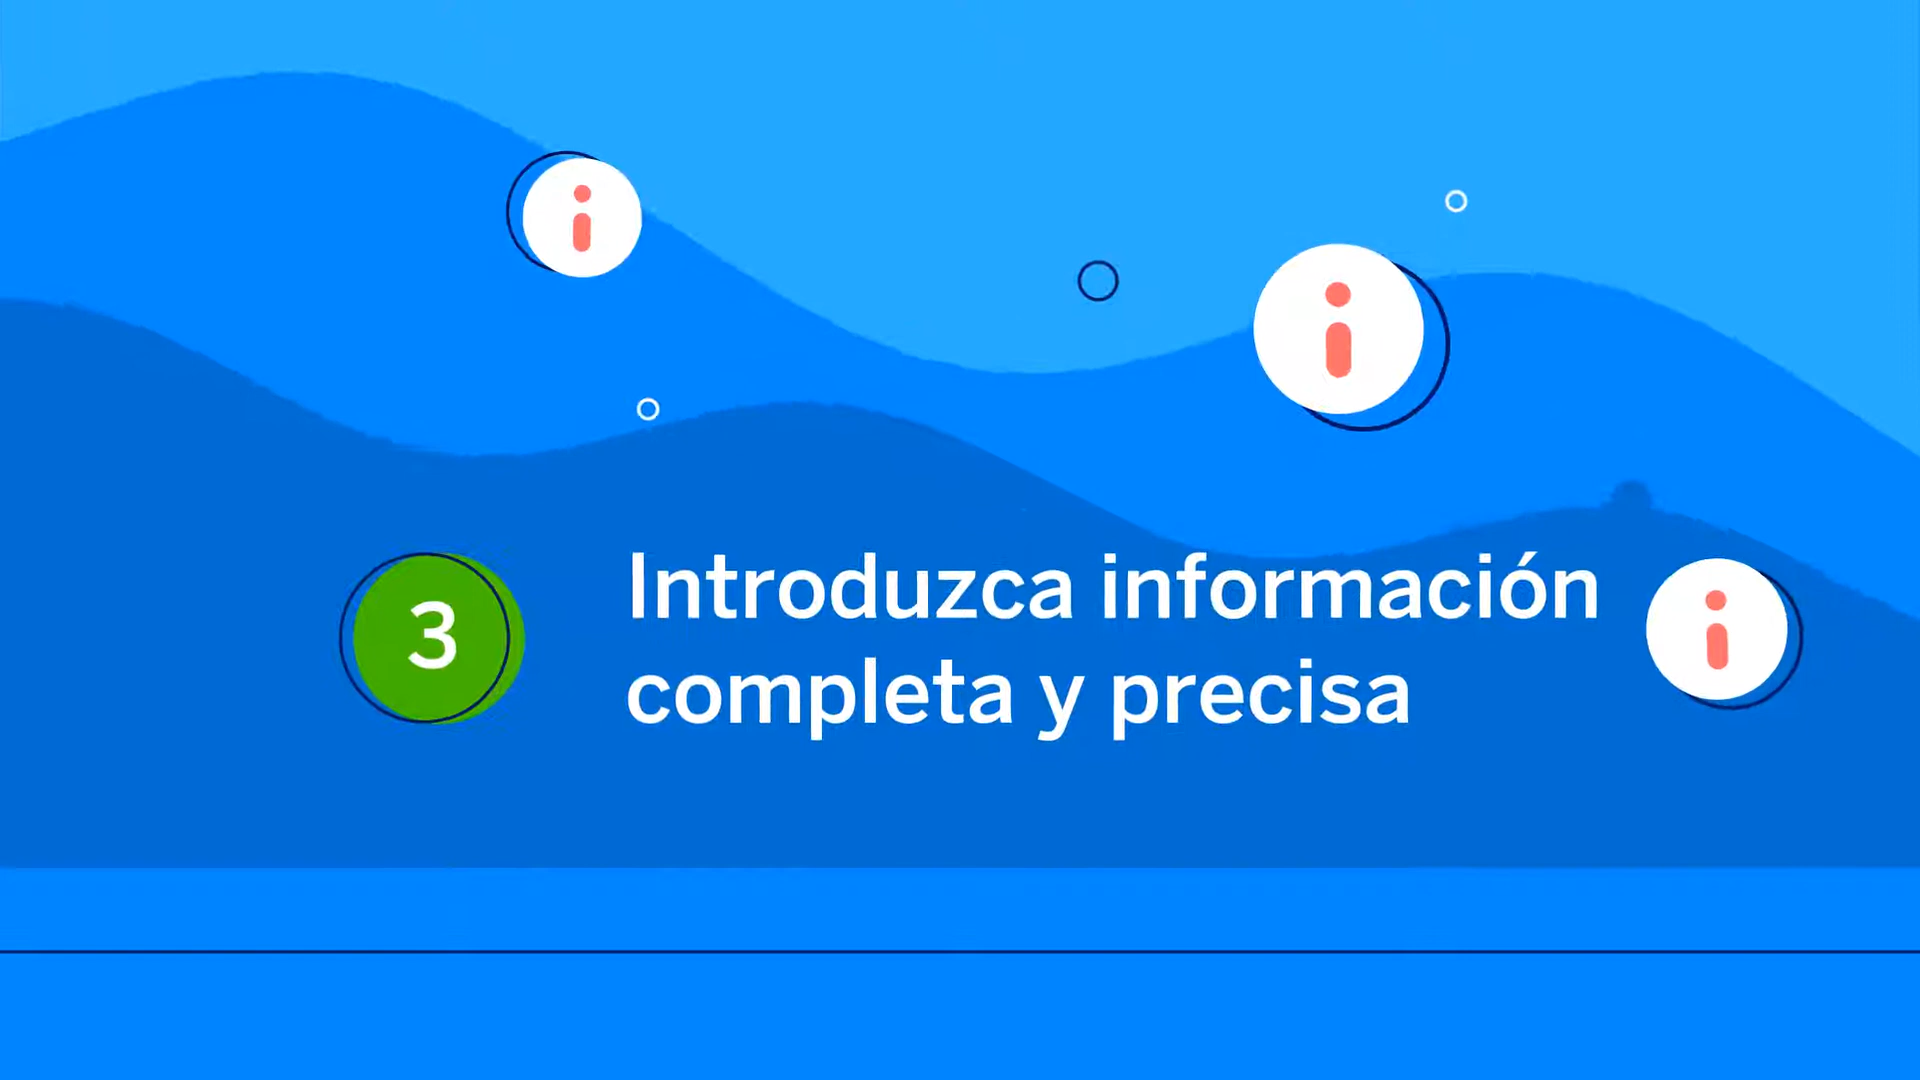 i
i
3
Introduzca información
completa y precisa
i